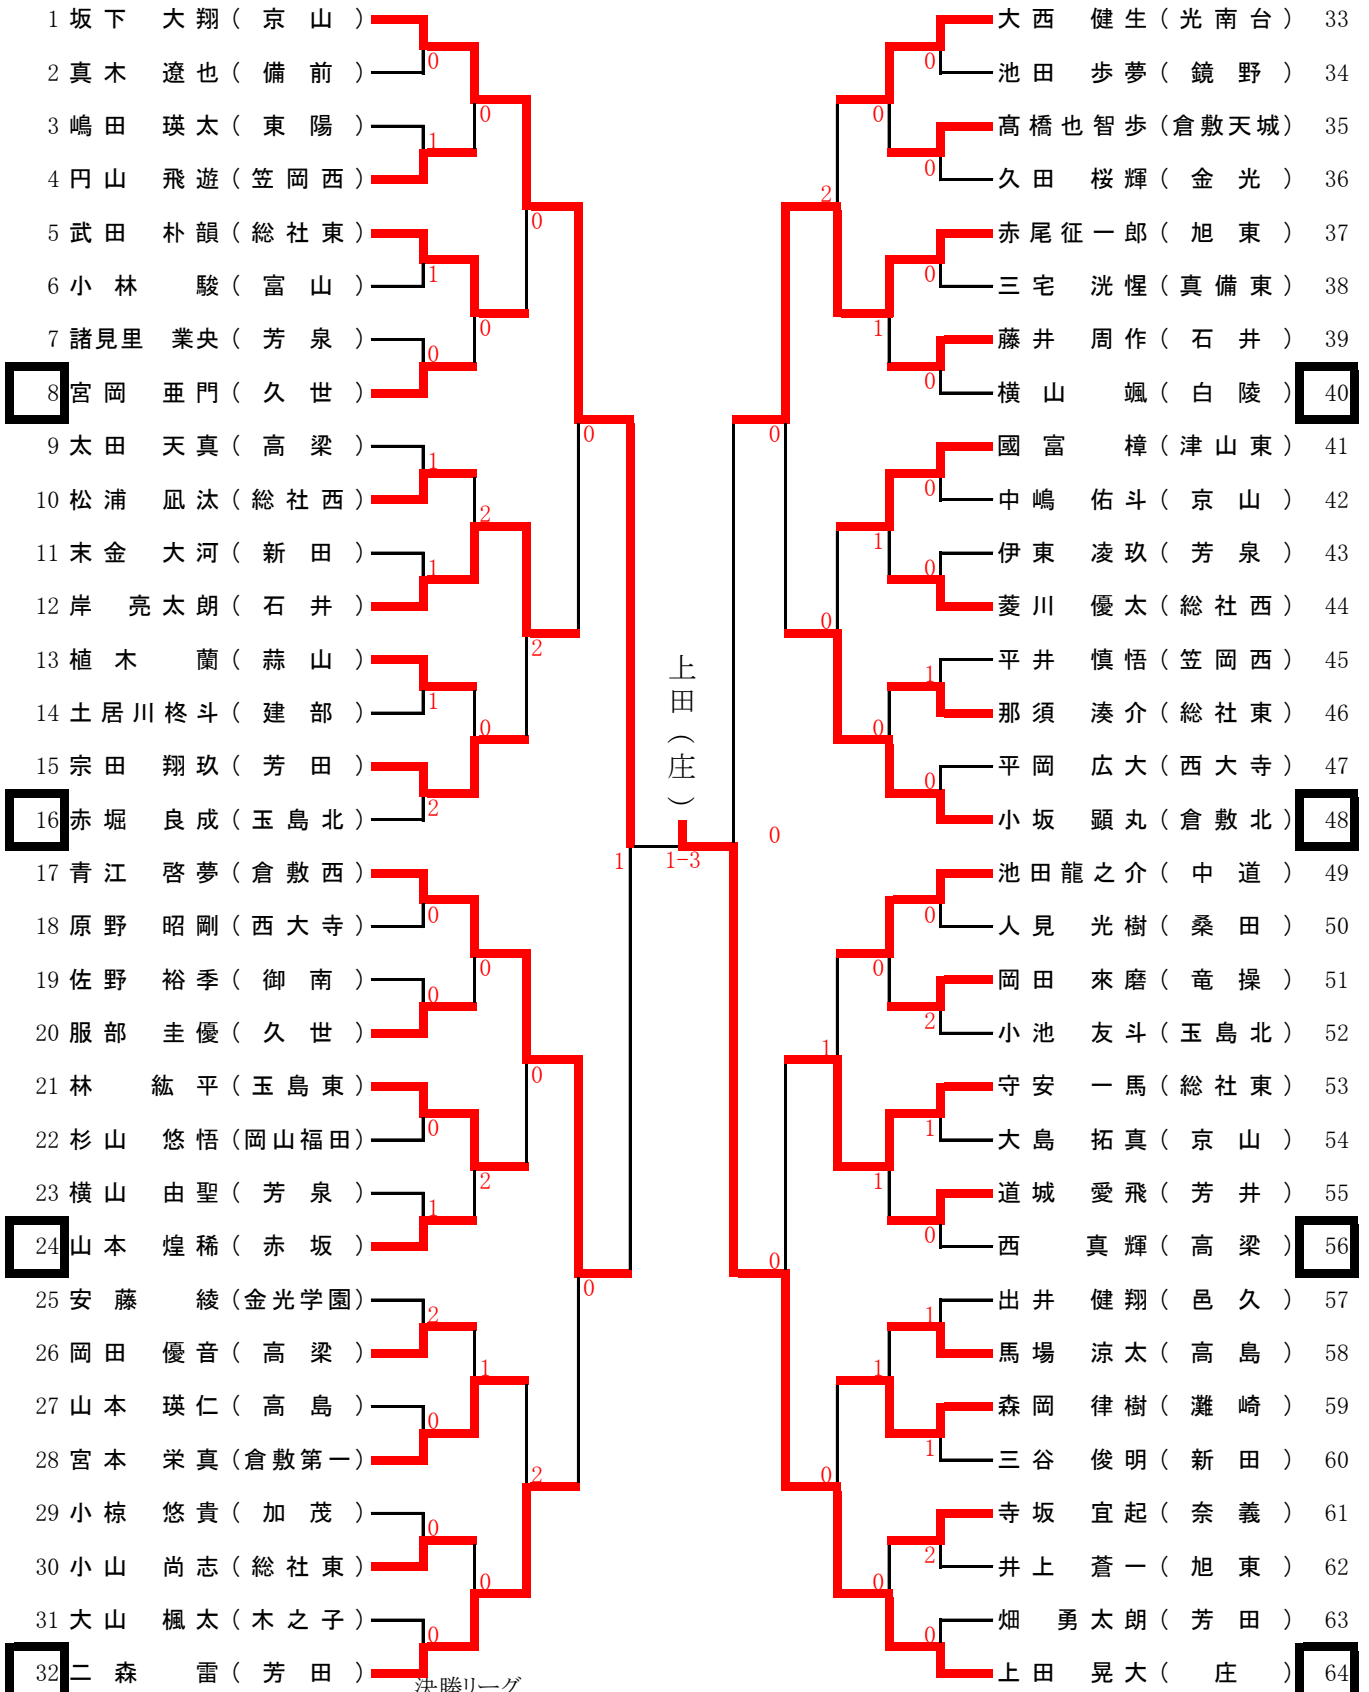 1 坂下 大翔 ( 京山 )
2 真木 遼也 ( 備前 )
3 嶋田 瑛太 ( 東陽 )
4 円山 飛遊 ( 笠岡西 )
5 武田 朴韻 ( 総社東 )
6 小林 駿 ( 富山 )
7 諸見里 業央 ( 芳泉 )
8 宮岡 亜門 ( 久世 )
9 太田 天真 ( 高梁 )
10 松浦 凪汰 ( 総社西 )
11 末金 大河 ( 新田 )
12 岸 亮太朗 ( 石井 )
13 植木 蘭 ( 蒜山 )
14 土居川柊斗 ( 建部 )
15 宗田 翔玖 ( 芳田 )
16 赤堀 良成 ( 玉島北 )
17 青江 啓夢 ( 倉敷西 )
18 原野 昭剛 ( 西大寺 )
19 佐野 裕季 ( 御南 )
20 服部 圭優 ( 久世 )
21 林 紘平 ( 玉島東 )
22 杉山 悠悟 ( 岡山福田 )
23 横山 由聖 ( 芳泉 )
24 山本 煌稀 ( 赤坂 )
25 安藤 綾 ( 金光学園 )
26 岡田 優音 ( 高梁 )
27 山本 瑛仁 ( 高島 )
28 宮本 栄真 ( 倉敷第一 )
29 小椋 悠貴 ( 加茂 )
30 小山 尚志 ( 総社東 )
31 大山 楓太 ( 木之子 )
32 二森 雷 ( 芳田 )
0
1
1
0
1
1
1
2
0
0
0
1
2
0
0
0
0
0
2
0
0
2
1
0
0
2
0
2
0
0
1
上田(庄)
1-3
0
決勝リーグ
0
0
2
0
0
0
1
0
0
0
1
0
1
0
0
0
0
0
2
1
1
1
0
0
1
1
1
0
2
0
0
大西 健生 ( 光南台 ) 33
池田 歩夢 ( 鏡野 ) 34
髙橋也智歩 ( 倉敷天城 ) 35
久田 桜輝 ( 金光 ) 36
赤尾征一郎 ( 旭東 ) 37
三宅 洸惺 ( 真備東 ) 38
藤井 周作 ( 石井 ) 39
横山 颯 ( 白陵 ) 40
國富 樟 ( 津山東 ) 41
中嶋 佑斗 ( 京山 ) 42
伊東 凌玖 ( 芳泉 ) 43
菱川 優太 ( 総社西 ) 44
平井 慎悟 ( 笠岡西 ) 45
那須 湊介 ( 総社東 ) 46
平岡 広大 ( 西大寺 ) 47
小坂 顕丸 ( 倉敷北 ) 48
池田龍之介 ( 中道 ) 49
人見 光樹 ( 桑田 ) 50
岡田 來磨 ( 竜操 ) 51
小池 友斗 ( 玉島北 ) 52
守安 一馬 ( 総社東 ) 53
大島 拓真 ( 京山 ) 54
道城 愛飛 ( 芳井 ) 55
西 真輝 ( 高梁 ) 56
出井 健翔 ( 邑久 ) 57
馬場 涼太 ( 高島 ) 58
森岡 律樹 ( 灘崎 ) 59
三谷 俊明 ( 新田 ) 60
寺坂 宜起 ( 奈義 ) 61
井上 蒼一 ( 旭東 ) 62
畑 勇太朗 ( 芳田 ) 63
上田 晃大 ( 庄 ) 64